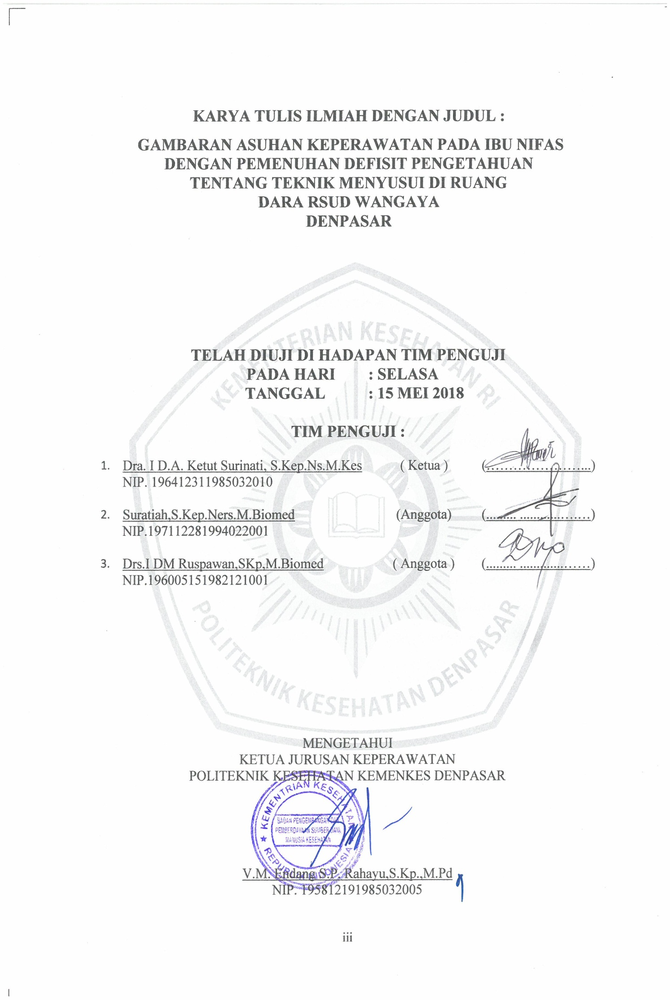 KARYA TULIS ILMIAH DENGAN JUDUL :
GAMBARAN ASUHAN KEPERAWATAN PADA IBU NIFAS
DENGAN PEMENUHAN DEFISIT PENGETAHUAN
TENTANG TEKNIK MENYUSUI DI RUANG
DARA RSUD WANGAYA
DENPASAR
KEMENTERIAN KESEHATAN RI
TELAH DIUJI DI HADAPAN TIM PENGUJI
PADA HARI : SELASA
TANGGAL : 15 MEI 2018
TIM PENGUJI :
1. Dra. I D.A. Ketut Surinati, S.Kep.Ns.M.Kes ( Ketua ) (........................)
NIP. 196412311985032010
2. Suratiah,S.Kep.Ners.M.Biomed (Anggota) (.......... ..................)
NIP.197112281994022001
3. Drs.I DM Ruspawan,SKp,M.Biomed ( Anggota ) (.......... ..................)
NIP.196005151982121001
POLITEKNIK KESEHATAN DENPASAR
MENGETAHUI
KETUA JURUSAN KEPERAWATAN
POLITEKNIK KESEHATAN KEMENKES DENPASAR
KEMENTRIAN KESEHATAN
BADAN PENGEMBANGAN DAN
PEMBERDAYAAN SUMBER DAYA
MANUSIA KESEHATAN
REPUBLIK INDONESIA
V.M. Endang S.P. Rahayu,S.Kp.,M.Pd
NIP. 195812191985032005
iii